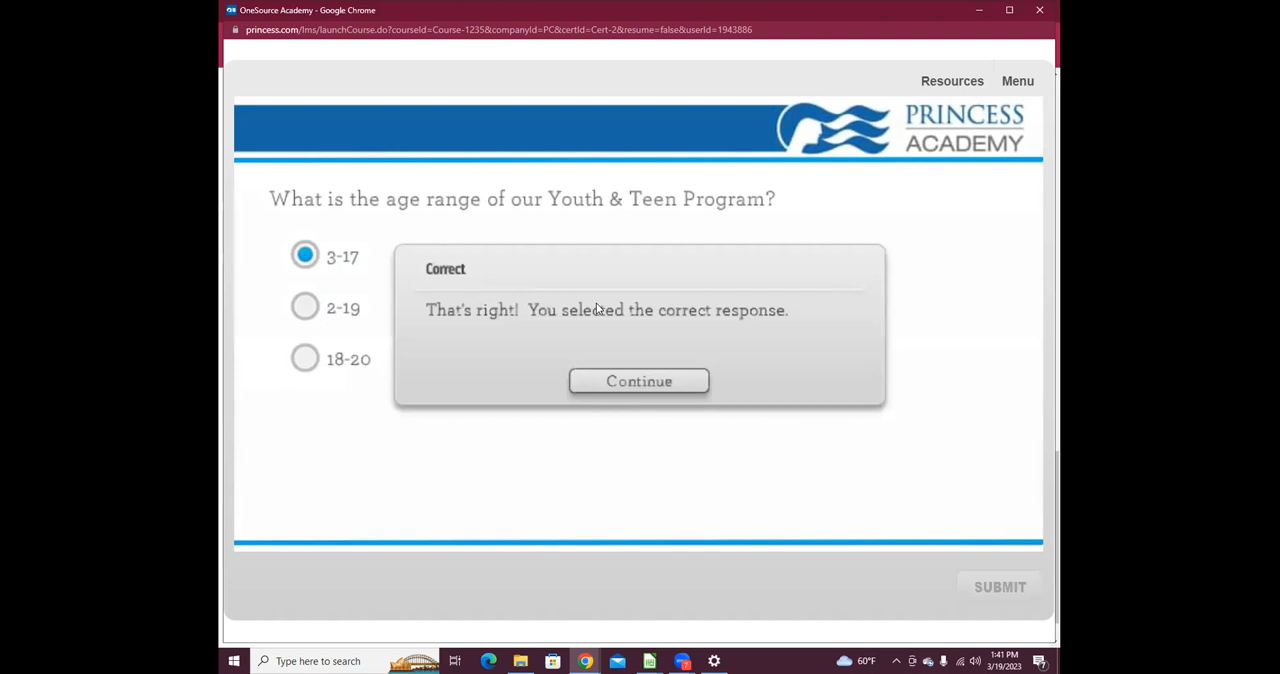 OneSource Academy - Google Chrome
princess.com/lms/launchCourse.do?courseId=Course-1235&companyId=PC&certId=Cert-2&resume=false&userId=1943886
Resources Menu
PRINCESS
ACADEMY
What is the age range of our Youth & Teen Program?
3-17
2-19
18-20
Correct
That's right! You selected the correct response.
Continue
SUBMIT
Type here to search
60°F
1:41 PM
3/19/2023